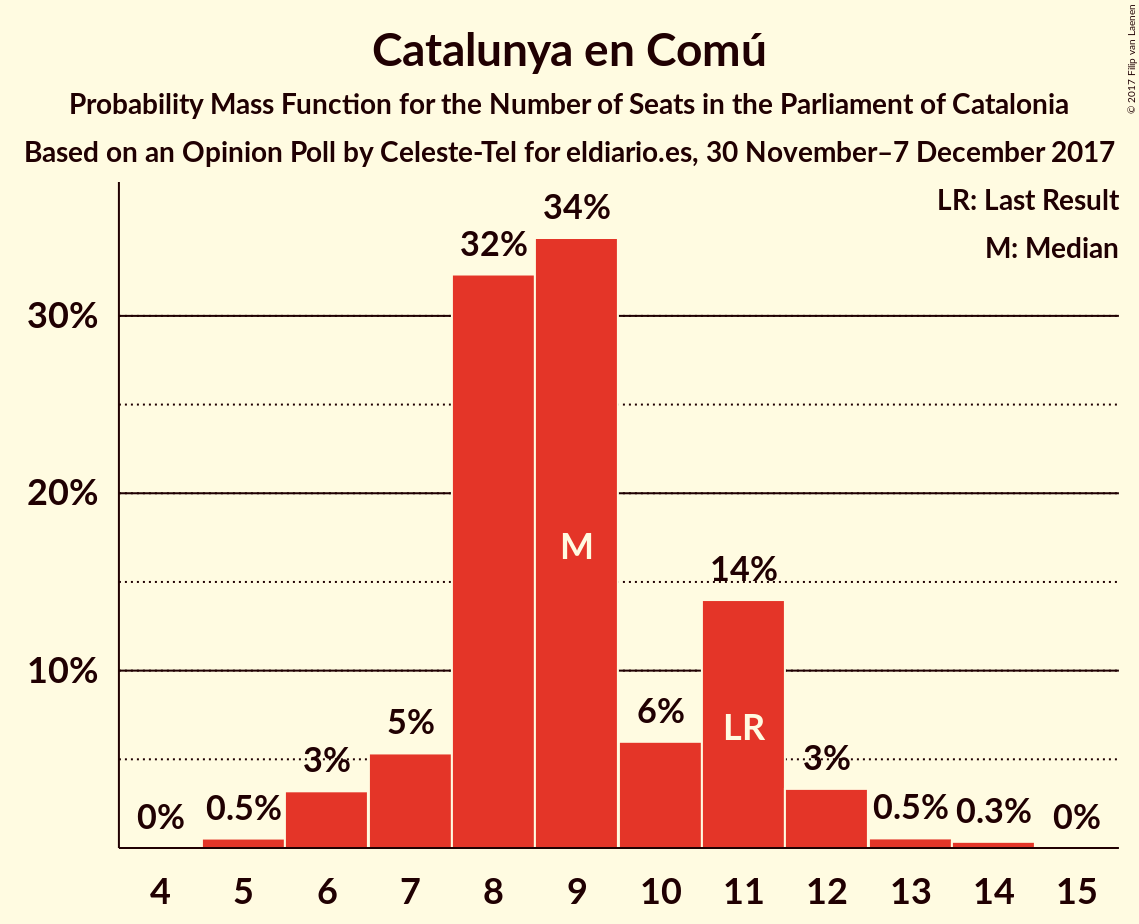 Catalunya en Comú
Probability Mass Function for the Number of Seats in the Parliament of Catalonia
Based on an Opinion Poll by Celeste-Tel for eldiario.es, 30 November–7 December 2017
© 2017 Filip van Laenen
LR: Last Result
M: Median
30%
20%
10%
0%
0.5%
3%
5%
32%
34%
6%
14%
3%
0.5%
0.3%
0%
M
LR
4 5 6 7 8 9 10 11 12 13 14 15